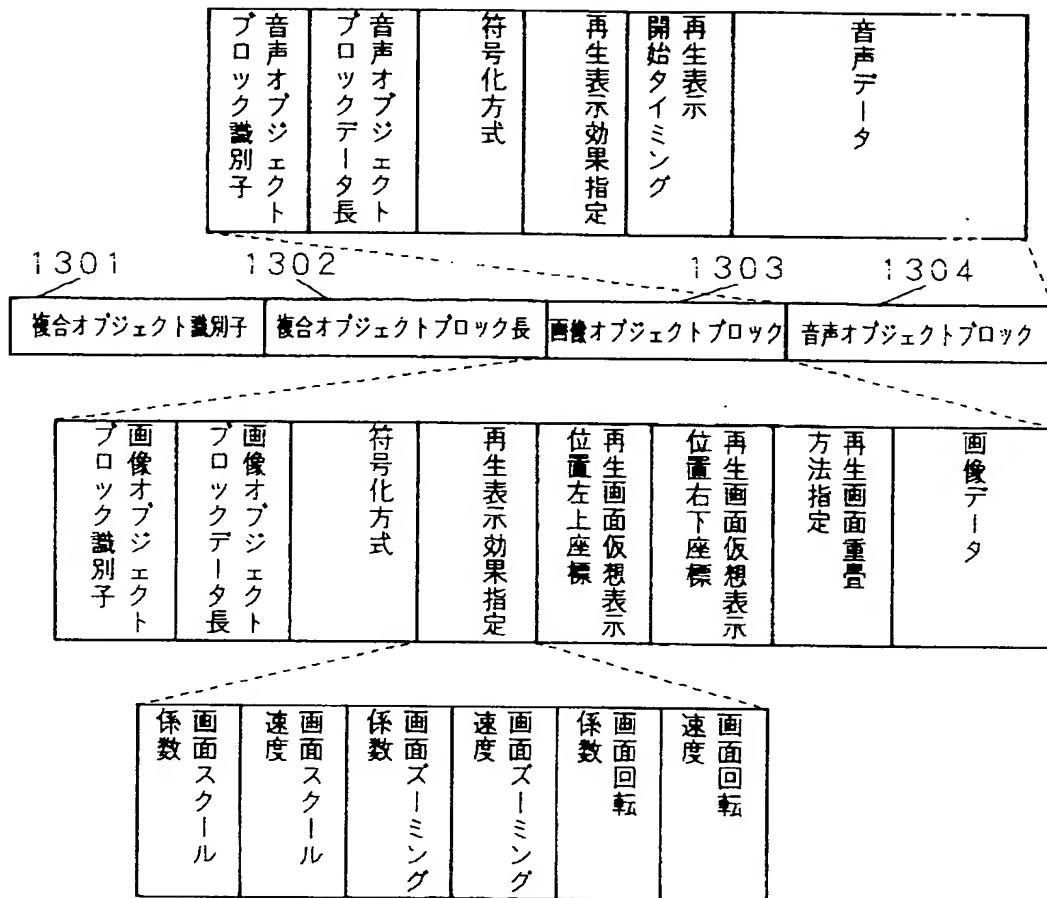 音声オブジェクト
ブロック識別子
音声オブジェクト
ブロックデータ長
符号化方式
再生表示効果指定
再生表示
開始タイミング
音声データ
1301
1302
1303
1304
複合オブジェクト識別子
複合オブジェクトブロック長
画像オブジェクトブロック
音声オブジェクトブロック
画像オブジェクト
ブロック識別子
画像オブジェクト
ブロックデータ長
符号化方式
再生表示効果指定
再生画面仮想表示
位置左上座標
再生画面仮想表示
位置右下座標
再生画面重畳
方法指定
画像データ
画面スクール
係数
画面スクール
速度
画面ズーミング
係数
画面ズーミング
速度
画面回転
係数
画面回転
速度